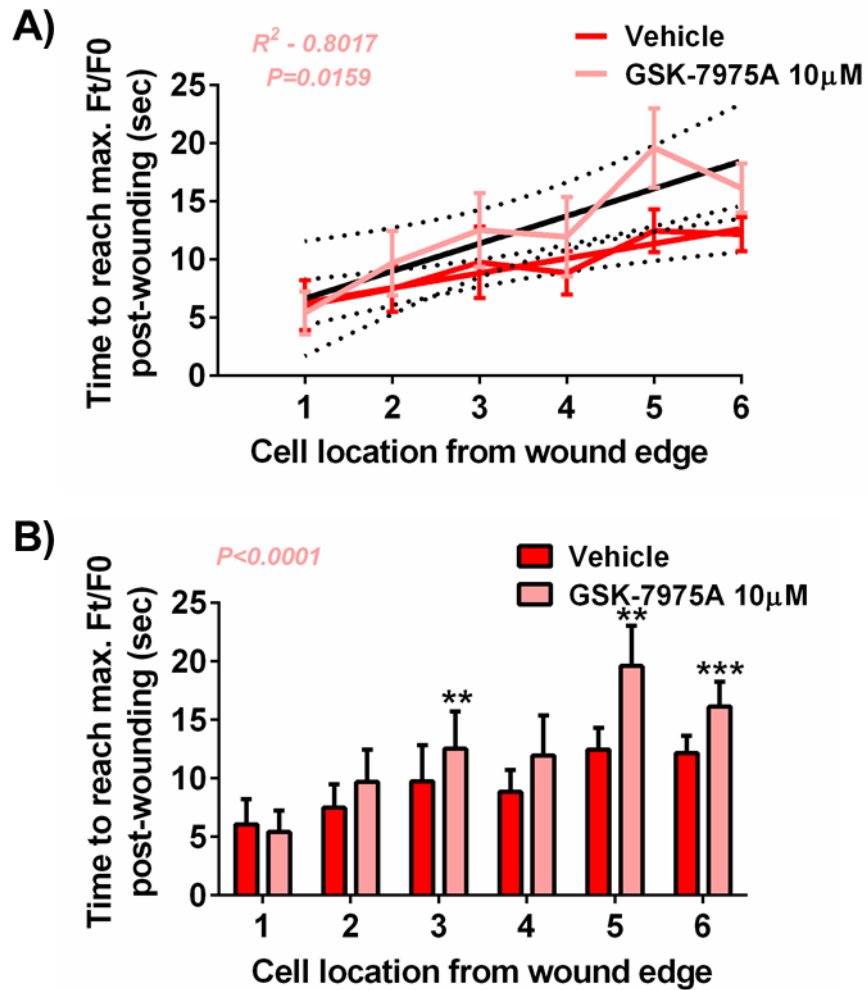 A)
R² - 0.8017
P=0.0159
Vehicle
GSK-7975A 10μM
Time to reach max. Ft/F0
post-wounding (sec)
25
20
15
10
5
0
1 2 3 4 5 6
Cell location from wound edge
B)
P<0.0001
Vehicle
GSK-7975A 10μM
Time to reach max. Ft/F0
post-wounding (sec)
25
20
15
10
5
0
**
**
***
1 2 3 4 5 6
Cell location from wound edge